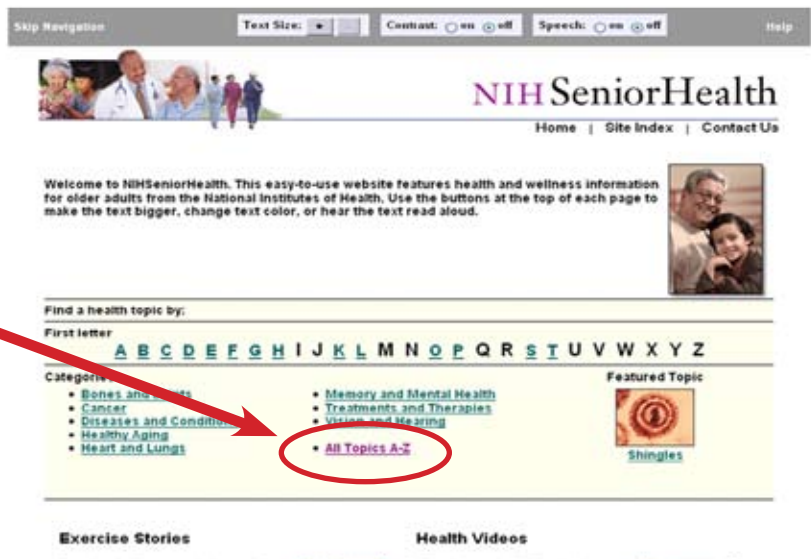 Skip Navigation Text Size: + - Contrast: on off Speech: on off Help
NIHSeniorHealth
Home | Site Index | Contact Us
Welcome to NIHSeniorHealth. This easy-to-use website features health and wellness information
for older adults from the National Institutes of Health. Use the buttons at the top of each page to
make the text bigger, change text color, or hear the text read aloud.
Find a health topic by:
First letter
A B C D E F G H I J K L M N O P Q R S T U V W X Y Z
Categories Featured Topic
• Bones and • Memory and Mental Health
• Cancer • Treatments and Therapies
• Diseases and • Vision and Hearing
• Healthy Aging
• Heart and Lungs • All Topics A-Z
Shingles
Exercise Stories Health Videos